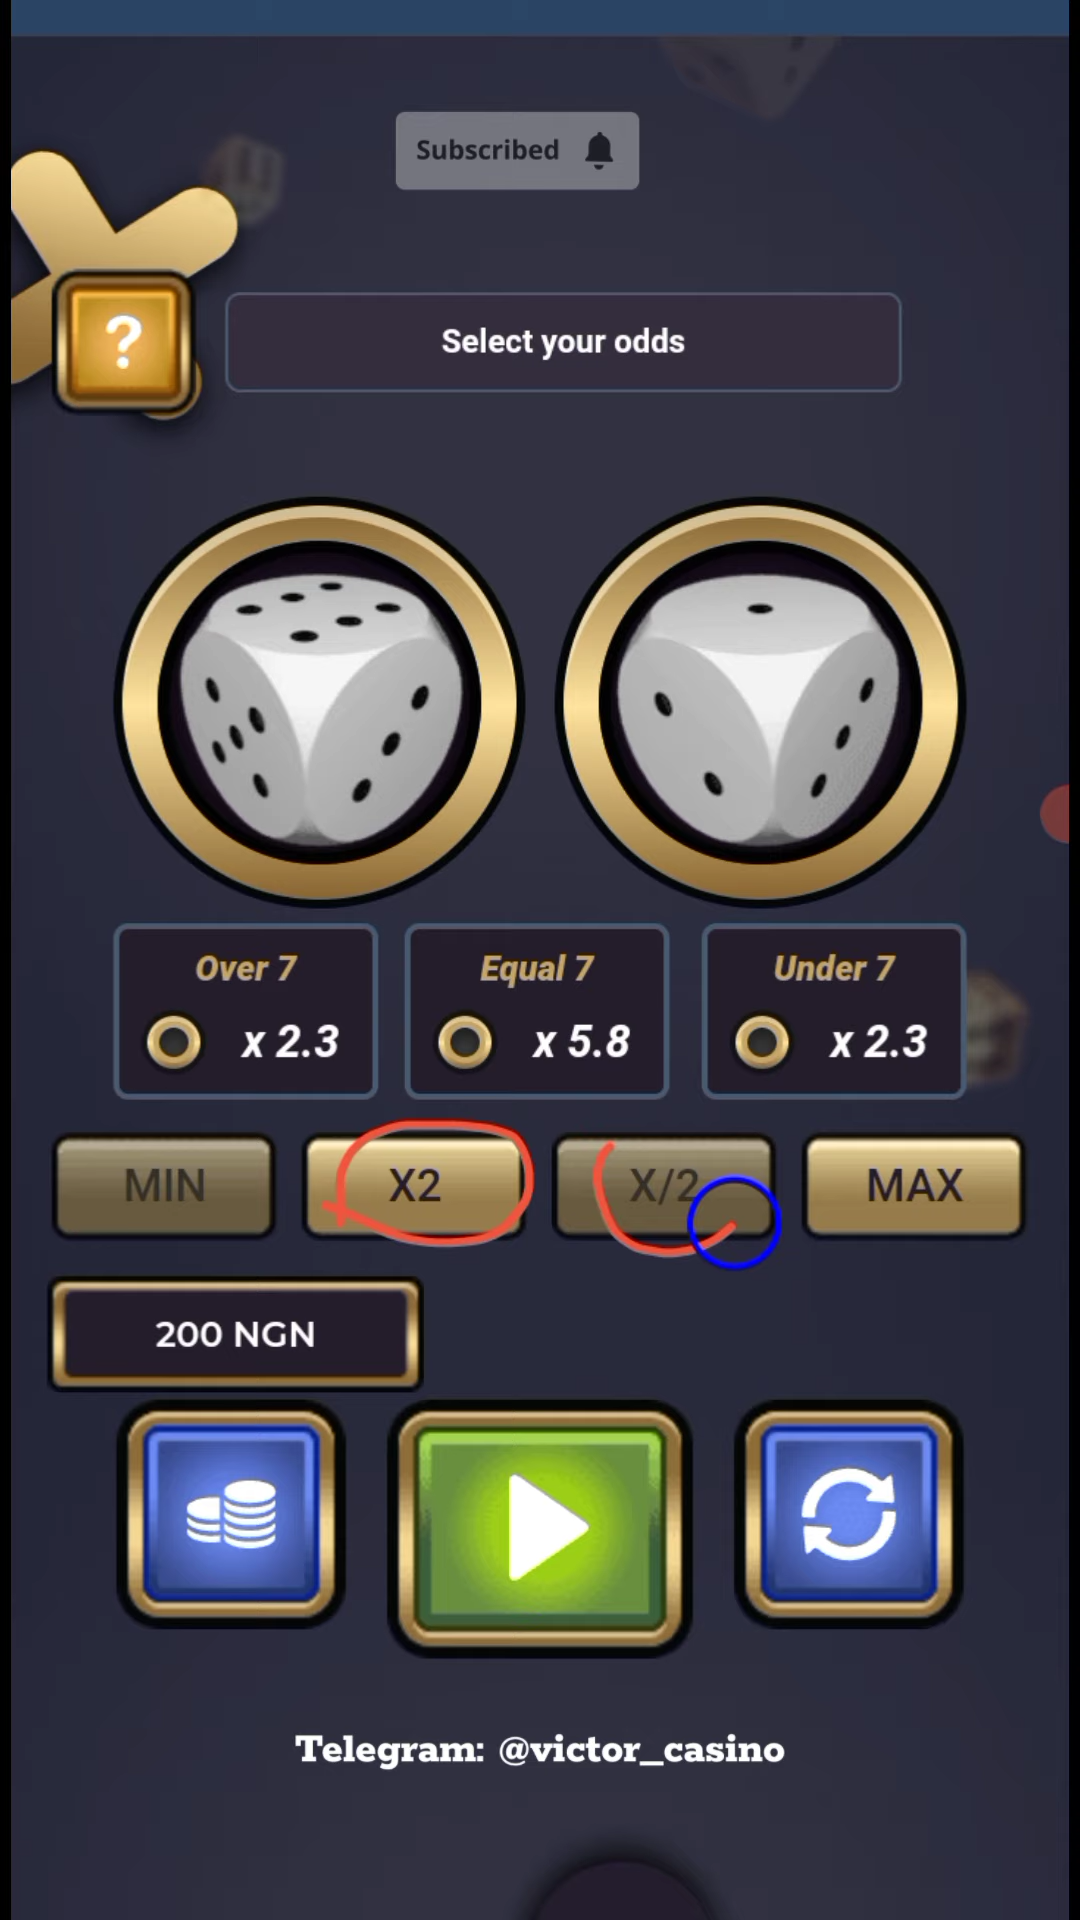 Subscribed
?
Select your odds
Over 7
x 2.3
Equal 7
x 5.8
Under 7
x 2.3
MIN
X2
X/2
MAX
200 NGN
Telegram: @victor_casino